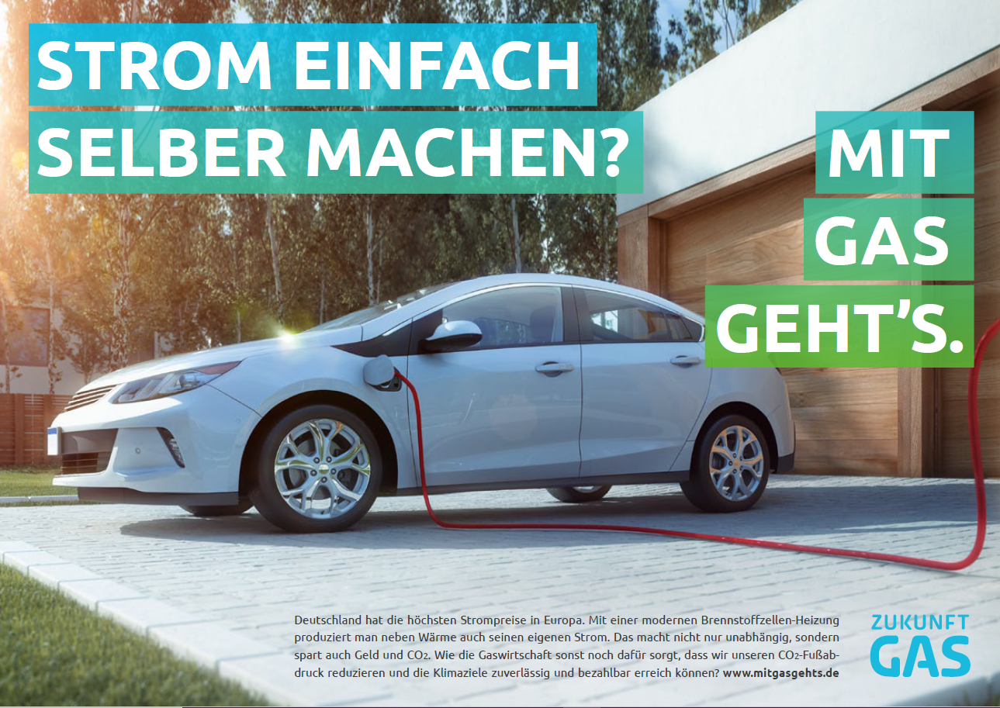 STROM EINFACH
SELBER MACHEN?
MIT
GAS
GEHT’S.
Deutschland hat die höchsten Strompreise in Europa. Mit einer modernen Brennstoffzellen-Heizung
produziert man neben Wärme auch seinen eigenen Strom. Das macht nicht nur unabhängig, sondern
spart auch Geld und CO₂. Wie die Gaswirtschaft sonst noch dafür sorgt, dass wir unseren CO₂-Fußab-
druck reduzieren und die Klimaziele zuverlässig und bezahlbar erreich können? www.mitgasgehts.de
ZUKUNFT
GAS